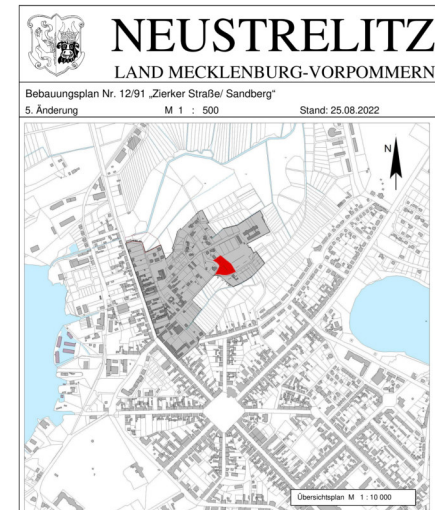 NEUSTRELITZ
LAND MECKLENBURG-VORPOMMERN
Bebauungsplan Nr. 12/91 „Zierker Straße/ Sandberg“
5. Änderung M 1 : 500 Stand: 25.08.2022
N
Übersichtsplan M 1 : 10 000